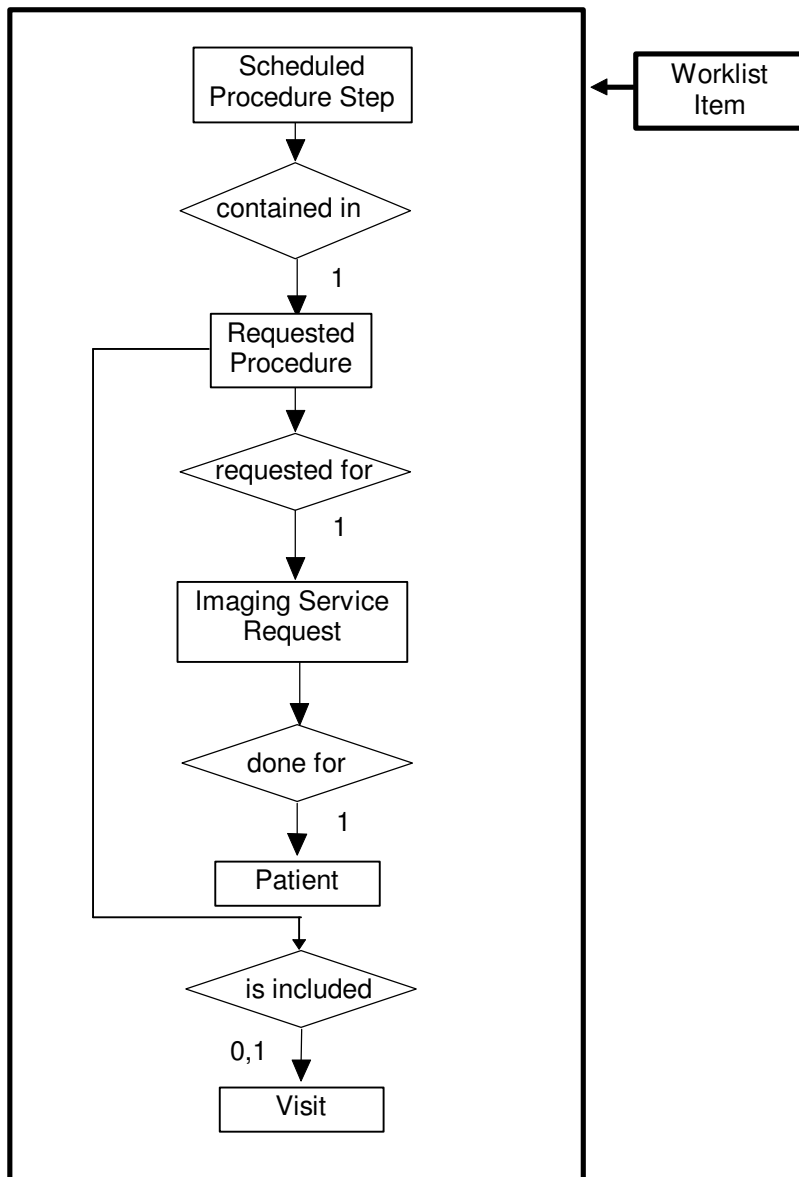 Scheduled
Procedure Step
Worklist
Item
contained in
1
Requested
Procedure
requested for
1
Imaging Service
Request
done for
1
Patient
is included
0,1
Visit